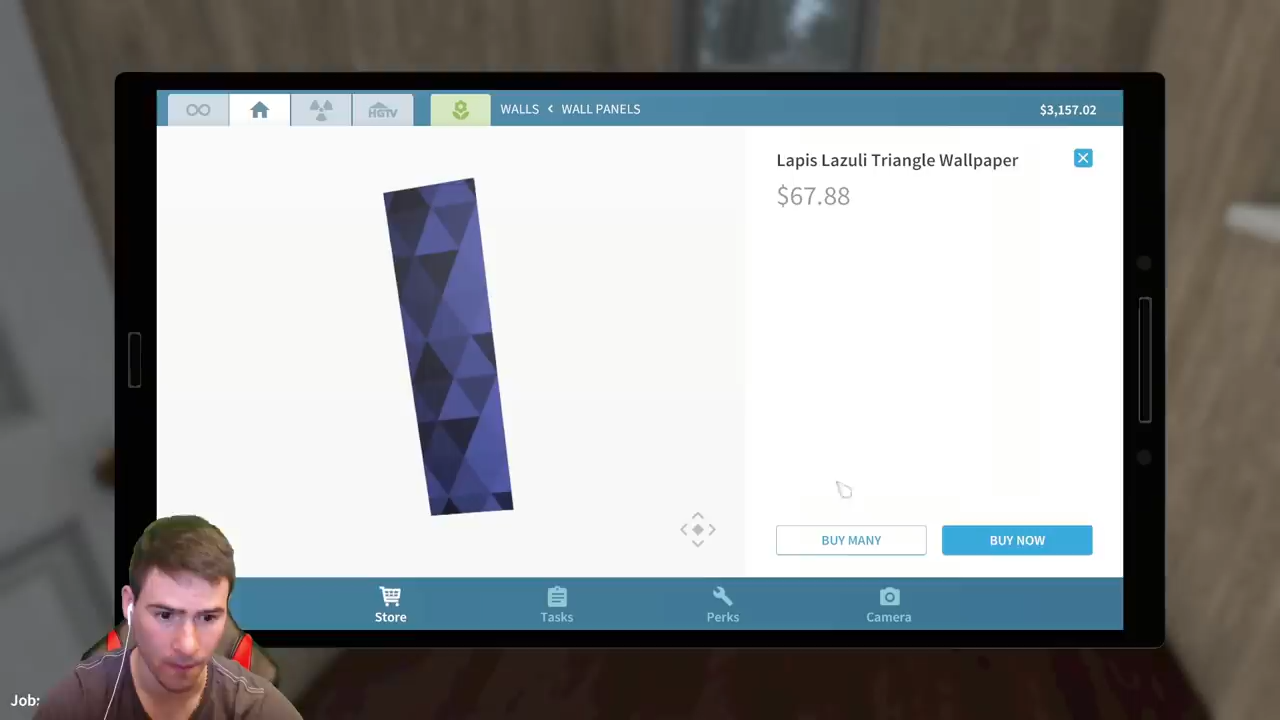 HGTV
WALLS < WALL PANELS
$3,157.02
Lapis Lazuli Triangle Wallpaper
$67.88
BUY MANY
BUY NOW
Store
Tasks
Perks
Camera
Job: